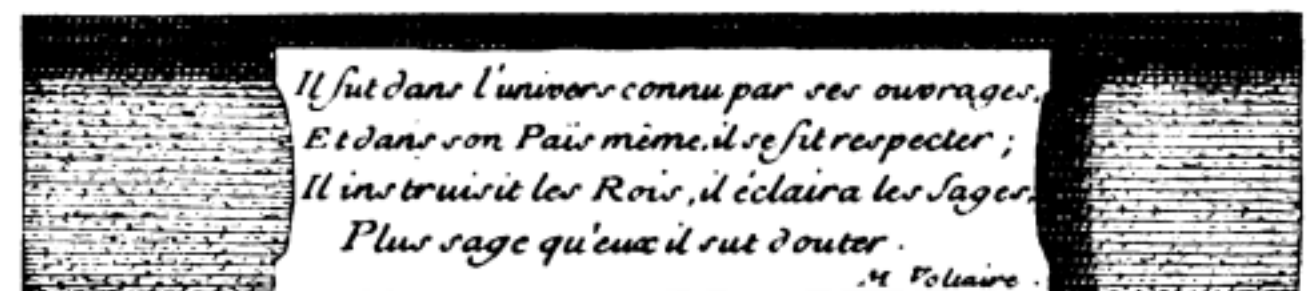 Il fut dans l'univers connu par ses ouvrages,
Et dans son Païs même, il se fit respecter ;
Il instruisit les Rois, il éclaira les Sages,
Plus sage qu'eux il sut douter.
M Voltaire.